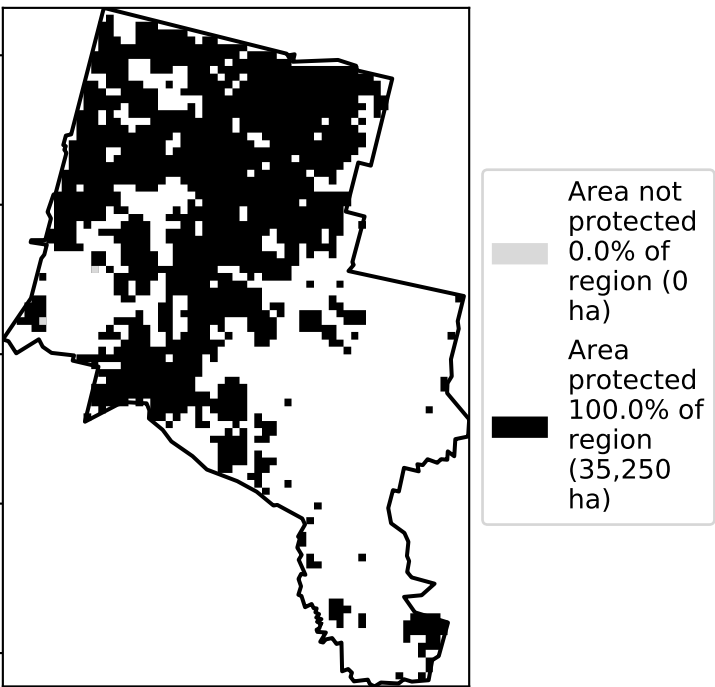 Area not
protected
0.0% of
region (0
ha)
Area
protected
100.0% of
region
(35,250
ha)